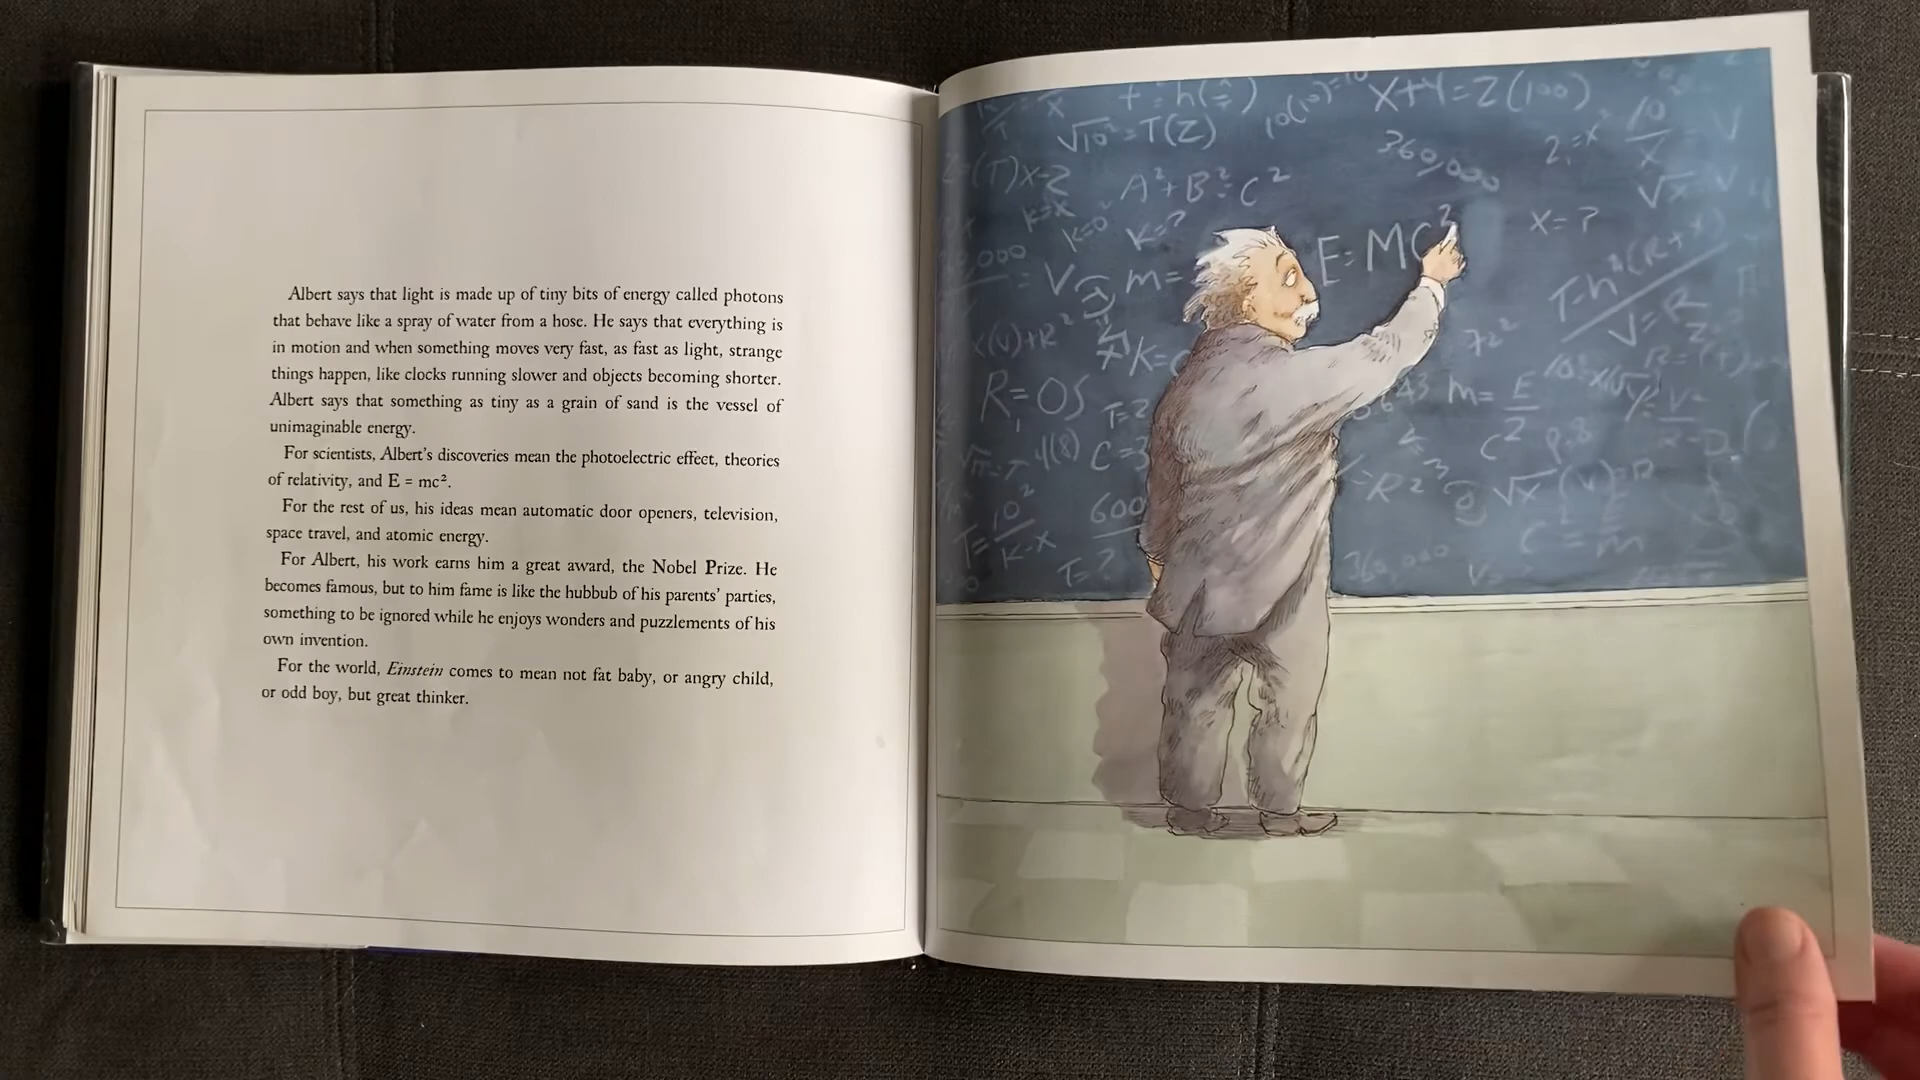 Albert says that light is made up of tiny bits of energy called photons
that behave like a spray of water from a hose. He says that everything is
in motion and when something moves very fast, as fast as light, strange
things happen, like clocks running slower and objects becoming shorter.
Albert says that something as tiny as a grain of sand is the vessel of
unimaginable energy.
For scientists, Albert's discoveries mean the photoelectric effect, theories
of relativity, and E = mc².
For the rest of us, his ideas mean automatic door openers, television,
space travel, and atomic energy.
For Albert, his work earns him a great award, the Nobel Prize. He
becomes famous, but to him fame is like the hubbub of his parents' parties,
something to be ignored while he enjoys wonders and puzzlements of his
own invention.
For the world, Einstein comes to mean not fat baby, or angry child,
or odd boy, but great thinker.
X+Y=Z(100)
√10²=T(Z)
360,000
A²+B²=C²
K=?
X=?
E=MC²
m=
72²
R=OS
m=E/C²
4(8)
C=3
600
T=?
360,000